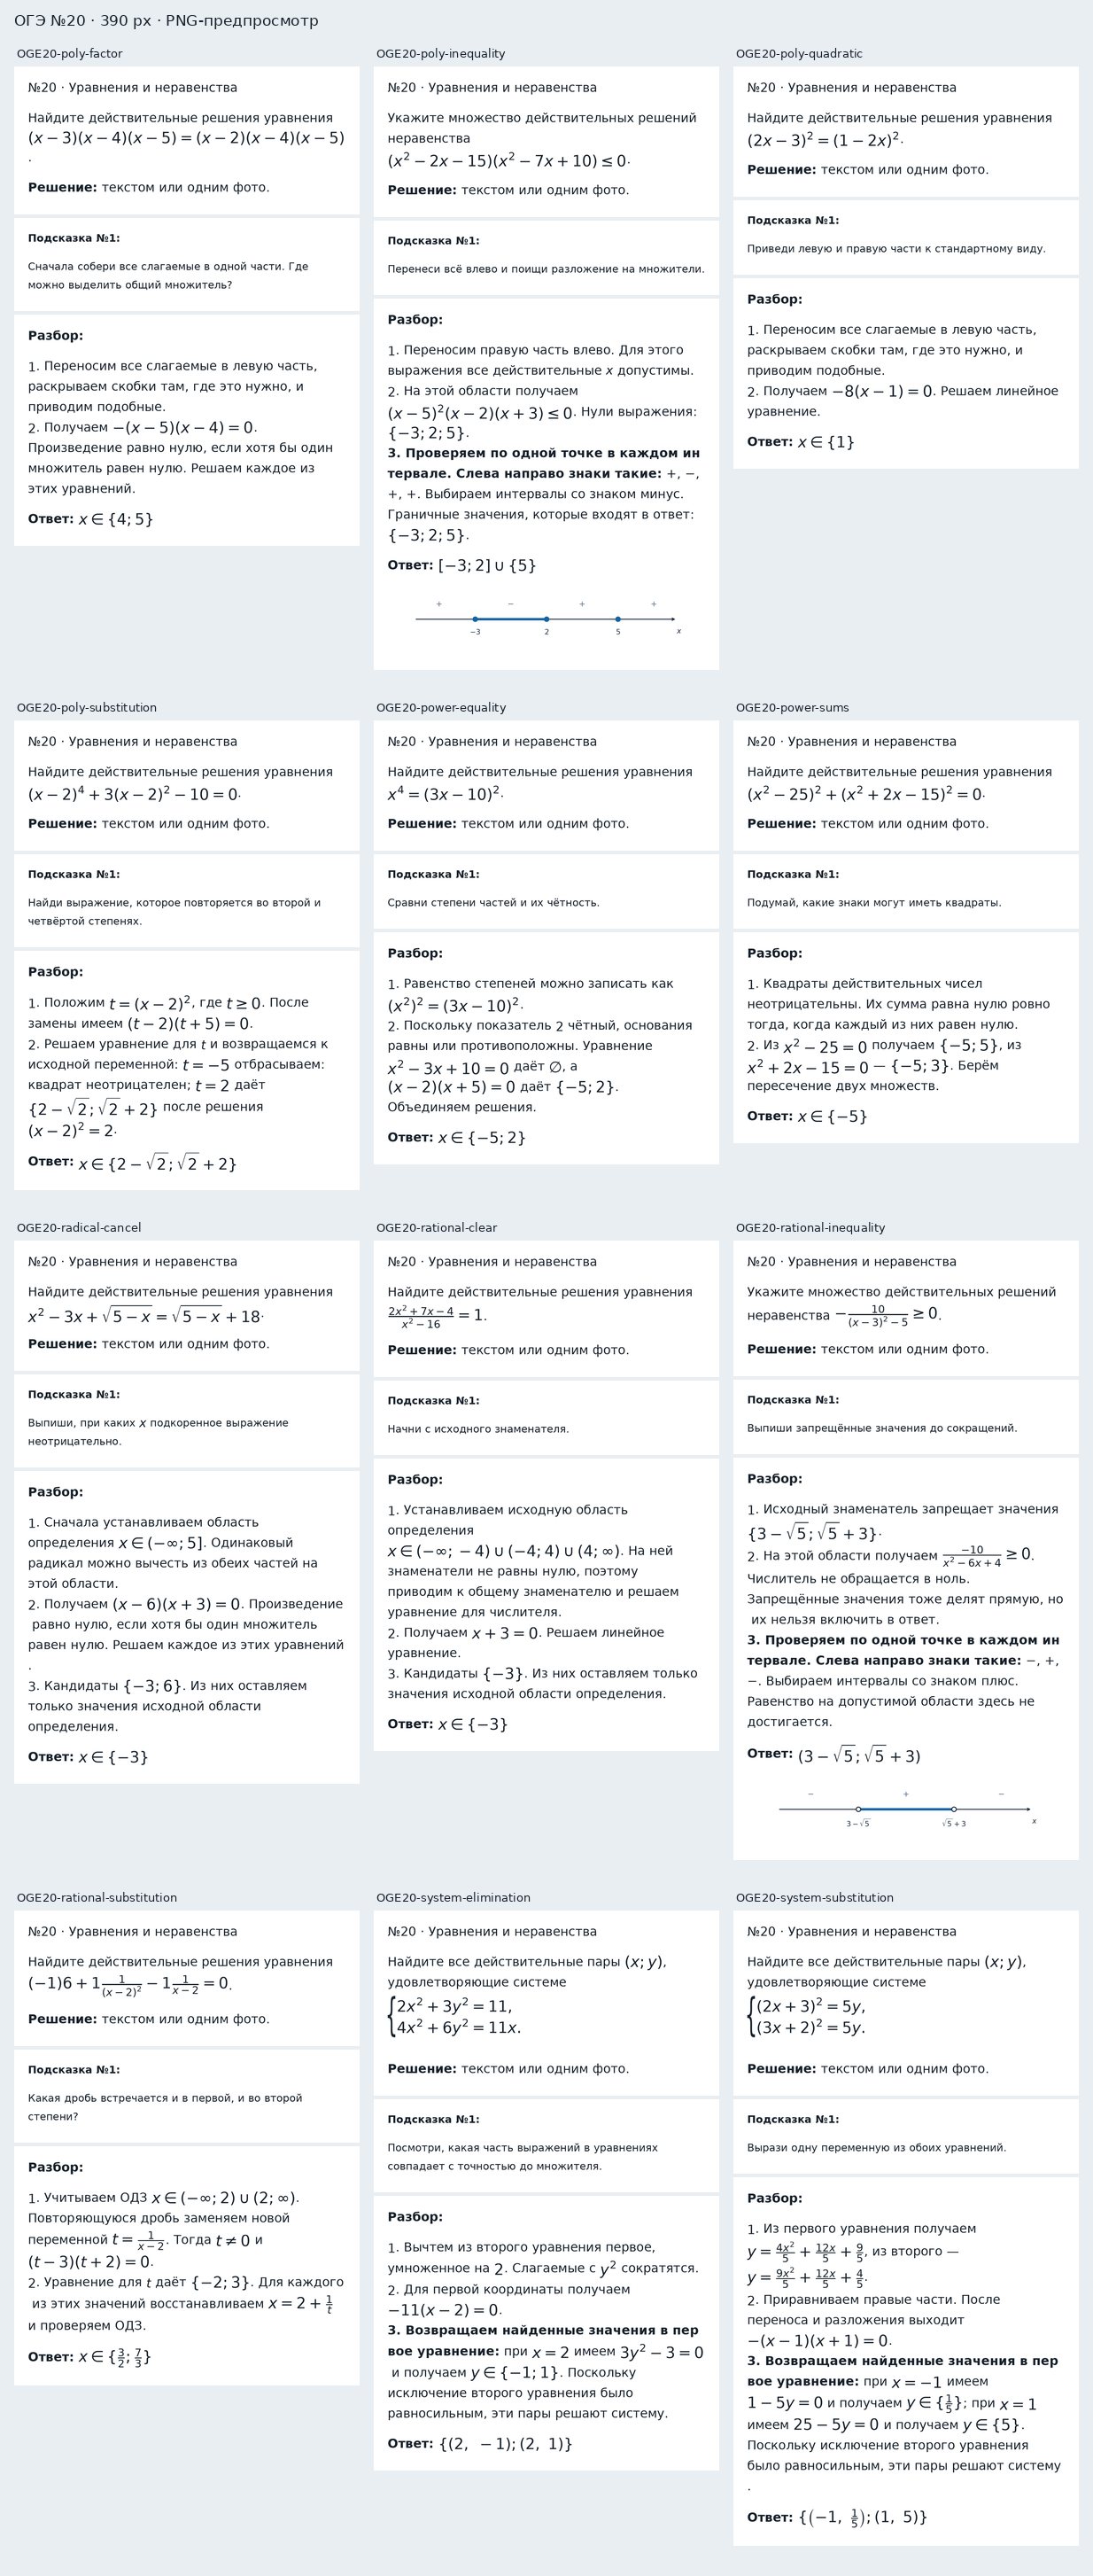 ОГЭ №20 · 390 px · PNG-предпросмотр
OGE20-poly-factor
№20 · Уравнения и неравенства
Найдите действительные решения уравнения
(x − 3)(x − 4)(x − 5) = (x − 2)(x − 4)(x − 5)
.
Решение: текстом или одним фото.
Подсказка №1:
Сначала собери все слагаемые в одной части. Где
можно выделить общий множитель?
Разбор:
1. Переносим все слагаемые в левую часть,
раскрываем скобки там, где это нужно, и
приводим подобные.
2. Получаем −(x − 5)(x − 4) = 0.
Произведение равно нулю, если хотя бы один
множитель равен нулю. Решаем каждое из
этих уравнений.
Ответ: x ∈ {4; 5}
OGE20-poly-inequality
№20 · Уравнения и неравенства
Укажите множество действительных решений
неравенства
(x² − 2x − 15)(x² − 7x + 10) ≤ 0.
Решение: текстом или одним фото.
Подсказка №1:
Перенеси всё влево и поищи разложение на множители.
Разбор:
1. Переносим правую часть влево. Для этого
выражения все действительные x допустимы.
2. На этой области получаем
(x − 5)²(x − 2)(x + 3) ≤ 0. Нули выражения:
{−3; 2; 5}.
3. Проверяем по одной точке в каждом ин
тервале. Слева направо знаки такие: +, −,
+, +. Выбираем интервалы со знаком минус.
Граничные значения, которые входят в ответ:
{−3; 2; 5}.
Ответ: [−3; 2] ∪ {5}
+ − + +
−3 2 5 x
OGE20-poly-quadratic
№20 · Уравнения и неравенства
Найдите действительные решения уравнения
(2x − 3)² = (1 − 2x)².
Решение: текстом или одним фото.
Подсказка №1:
Приведи левую и правую части к стандартному виду.
Разбор:
1. Переносим все слагаемые в левую часть,
раскрываем скобки там, где это нужно, и
приводим подобные.
2. Получаем −8(x − 1) = 0. Решаем линейное
уравнение.
Ответ: x ∈ {1}
OGE20-poly-substitution
№20 · Уравнения и неравенства
Найдите действительные решения уравнения
(x − 2)⁴ + 3(x − 2)² − 10 = 0.
Решение: текстом или одним фото.
Подсказка №1:
Найди выражение, которое повторяется во второй и
четвёртой степенях.
Разбор:
1. Положим t = (x − 2)², где t ≥ 0. После
замены имеем (t − 2)(t + 5) = 0.
2. Решаем уравнение для t и возвращаемся к
исходной переменной: t = −5 отбрасываем:
квадрат неотрицателен; t = 2 даёт
{2 − √2; √2 + 2} после решения
(x − 2)² = 2.
Ответ: x ∈ {2 − √2; √2 + 2}
OGE20-power-equality
№20 · Уравнения и неравенства
Найдите действительные решения уравнения
x⁴ = (3x − 10)².
Решение: текстом или одним фото.
Подсказка №1:
Сравни степени частей и их чётность.
Разбор:
1. Равенство степеней можно записать как
(x²)² = (3x − 10)².
2. Поскольку показатель 2 чётный, основания
равны или противоположны. Уравнение
x² − 3x + 10 = 0 даёт ∅, а
(x − 2)(x + 5) = 0 даёт {−5; 2}.
Объединяем решения.
Ответ: x ∈ {−5; 2}
OGE20-power-sums
№20 · Уравнения и неравенства
Найдите действительные решения уравнения
(x² − 25)² + (x² + 2x − 15)² = 0.
Решение: текстом или одним фото.
Подсказка №1:
Подумай, какие знаки могут иметь квадраты.
Разбор:
1. Квадраты действительных чисел
неотрицательны. Их сумма равна нулю ровно
тогда, когда каждый из них равен нулю.
2. Из x² − 25 = 0 получаем {−5; 5}, из
x² + 2x − 15 = 0 — {−5; 3}. Берём
пересечение двух множеств.
Ответ: x ∈ {−5}
OGE20-radical-cancel
№20 · Уравнения и неравенства
Найдите действительные решения уравнения
x² − 3x + √(5 − x) = √(5 − x) + 18.
Решение: текстом или одним фото.
Подсказка №1:
Выпиши, при каких x подкоренное выражение
неотрицательно.
Разбор:
1. Сначала устанавливаем область
определения x ∈ (−∞; 5]. Одинаковый
радикал можно вычесть из обеих частей на
этой области.
2. Получаем (x − 6)(x + 3) = 0. Произведение
равно нулю, если хотя бы один множитель
равен нулю. Решаем каждое из этих уравнений
.
3. Кандидаты {−3; 6}. Из них оставляем
только значения исходной области
определения.
Ответ: x ∈ {−3}
OGE20-rational-clear
№20 · Уравнения и неравенства
Найдите действительные решения уравнения
(2x² + 7x − 4)/(x² − 16) = 1.
Решение: текстом или одним фото.
Подсказка №1:
Начни с исходного знаменателя.
Разбор:
1. Устанавливаем исходную область
определения
x ∈ (−∞; −4) ∪ (−4; 4) ∪ (4; ∞). На ней
знаменатели не равны нулю, поэтому
приводим к общему знаменателю и решаем
уравнение для числителя.
2. Получаем x + 3 = 0. Решаем линейное
уравнение.
3. Кандидаты {−3}. Из них оставляем только
значения исходной области определения.
Ответ: x ∈ {−3}
OGE20-rational-inequality
№20 · Уравнения и неравенства
Укажите множество действительных решений
неравенства −10/((x − 3)² − 5) ≥ 0.
Решение: текстом или одним фото.
Подсказка №1:
Выпиши запрещённые значения до сокращений.
Разбор:
1. Исходный знаменатель запрещает значения
{3 − √5; √5 + 3}.
2. На этой области получаем −10/(x² − 6x + 4) ≥ 0.
Числитель не обращается в ноль.
Запрещённые значения тоже делят прямую, но
их нельзя включить в ответ.
3. Проверяем по одной точке в каждом ин
тервале. Слева направо знаки такие: −, +,
−. Выбираем интервалы со знаком плюс.
Равенство на допустимой области здесь не
достигается.
Ответ: (3 − √5; √5 + 3)
− + −
3 − √5 √5 + 3 x
OGE20-rational-substitution
№20 · Уравнения и неравенства
Найдите действительные решения уравнения
(−1)6 + 1 1/(x−2)² − 1 1/(x−2) = 0.
Решение: текстом или одним фото.
Подсказка №1:
Какая дробь встречается и в первой, и во второй
степени?
Разбор:
1. Учитываем ОДЗ x ∈ (−∞; 2) ∪ (2; ∞).
Повторяющуюся дробь заменяем новой
переменной t = 1/(x−2). Тогда t ≠ 0 и
(t − 3)(t + 2) = 0.
2. Уравнение для t даёт {−2; 3}. Для каждого
из этих значений восстанавливаем x = 2 + 1/t
и проверяем ОДЗ.
Ответ: x ∈ {3/2; 7/3}
OGE20-system-elimination
№20 · Уравнения и неравенства
Найдите все действительные пары (x; y),
удовлетворяющие системе
{2x² + 3y² = 11,
4x² + 6y² = 11x.
Решение: текстом или одним фото.
Подсказка №1:
Посмотри, какая часть выражений в уравнениях
совпадает с точностью до множителя.
Разбор:
1. Вычтем из второго уравнения первое,
умноженное на 2. Слагаемые с y² сократятся.
2. Для первой координаты получаем
−11(x − 2) = 0.
3. Возвращаем найденные значения в пер
вое уравнение: при x = 2 имеем 3y² − 3 = 0
и получаем y ∈ {−1; 1}. Поскольку
исключение второго уравнения было
равносильным, эти пары решают систему.
Ответ: {(2, −1); (2, 1)}
OGE20-system-substitution
№20 · Уравнения и неравенства
Найдите все действительные пары (x; y),
удовлетворяющие системе
{(2x + 3)² = 5y,
(3x + 2)² = 5y.
Решение: текстом или одним фото.
Подсказка №1:
Вырази одну переменную из обоих уравнений.
Разбор:
1. Из первого уравнения получаем
y = 4x²/5 + 12x/5 + 9/5, из второго —
y = 9x²/5 + 12x/5 + 4/5.
2. Приравниваем правые части. После
переноса и разложения выходит
−(x − 1)(x + 1) = 0.
3. Возвращаем найденные значения в пер
вое уравнение: при x = −1 имеем
1 − 5y = 0 и получаем y ∈ {1/5}; при x = 1
имеем 25 − 5y = 0 и получаем y ∈ {5}.
Поскольку исключение второго уравнения
было равносильным, эти пары решают систему
.
Ответ: {(−1, 1/5); (1, 5)}